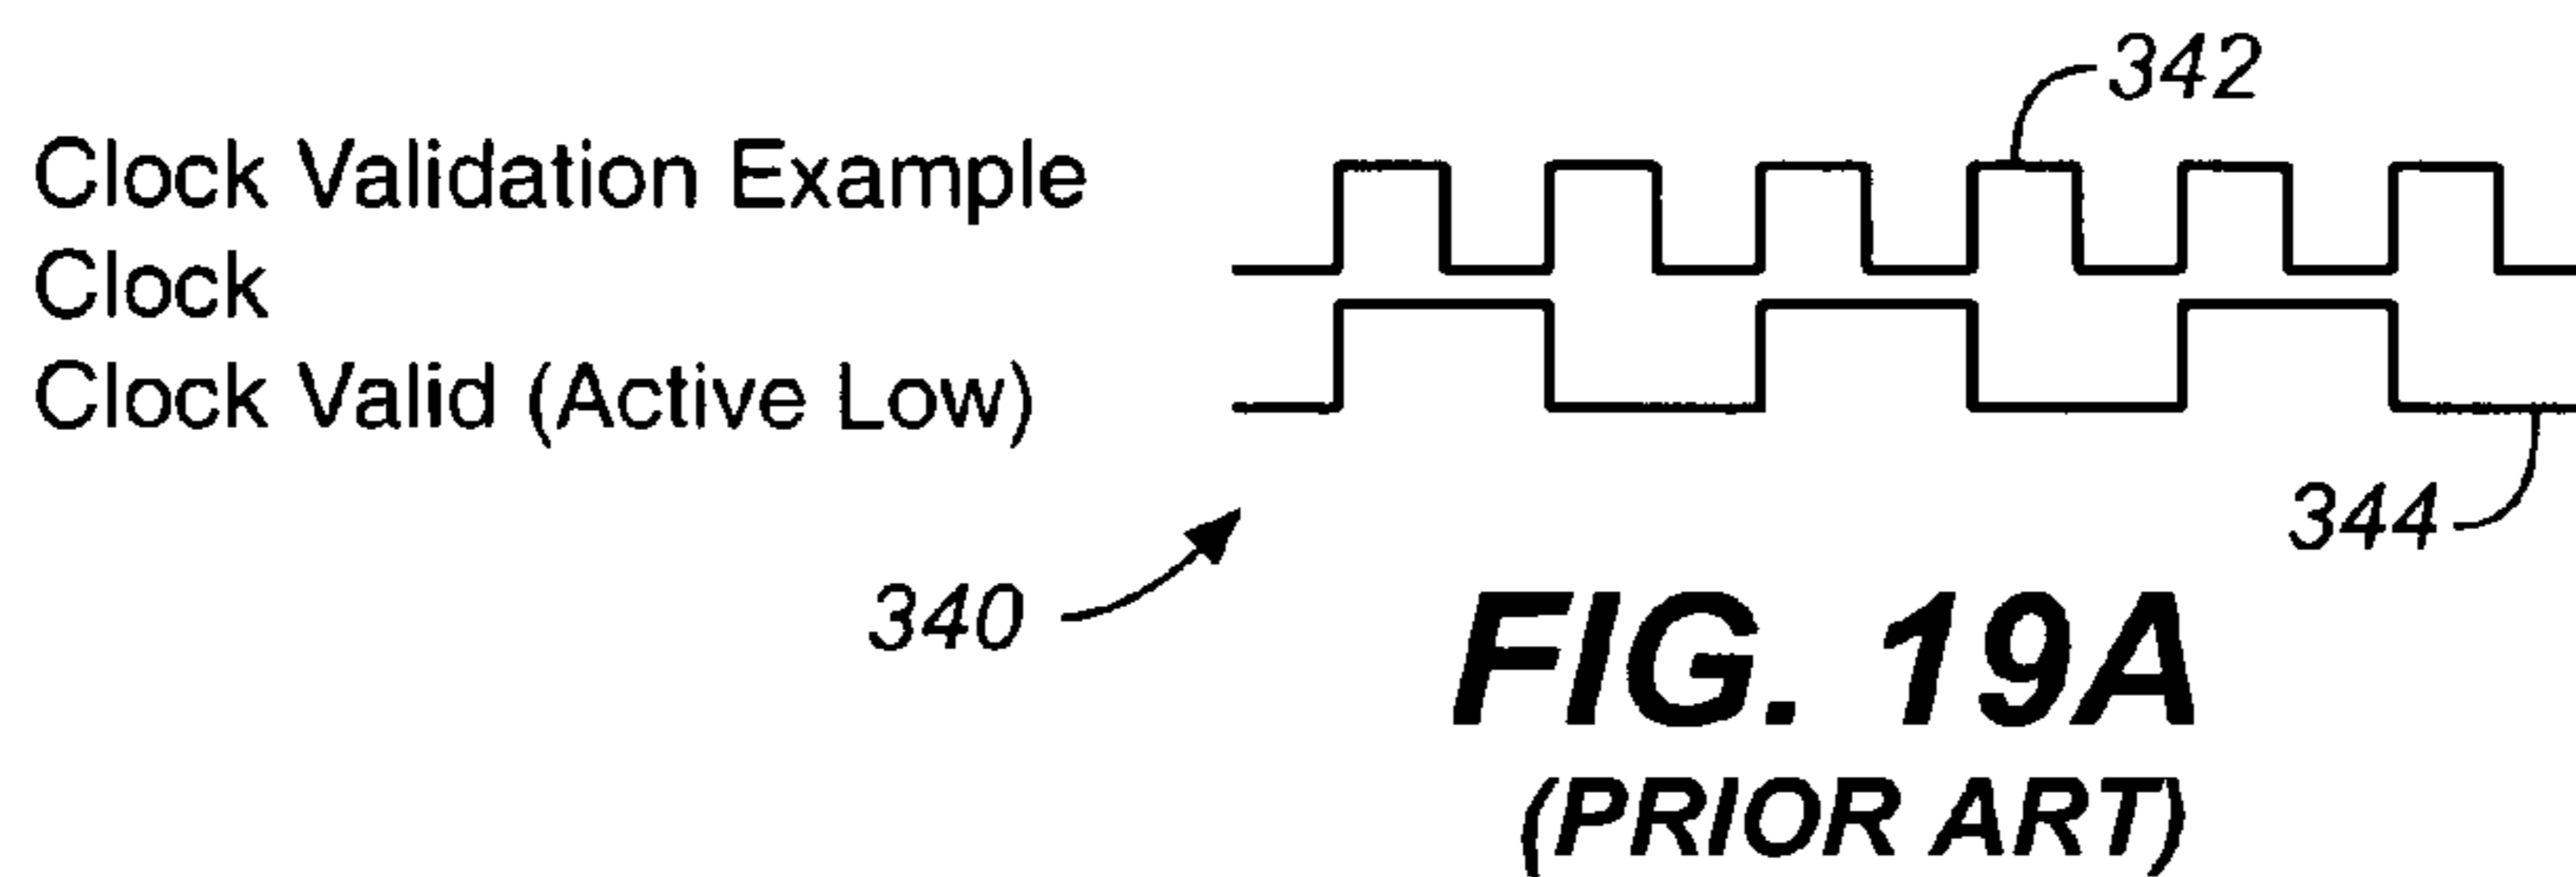 342
Clock Validation Example
Clock
Clock Valid (Active Low)
344
340
FIG. 19A
(PRIOR ART)